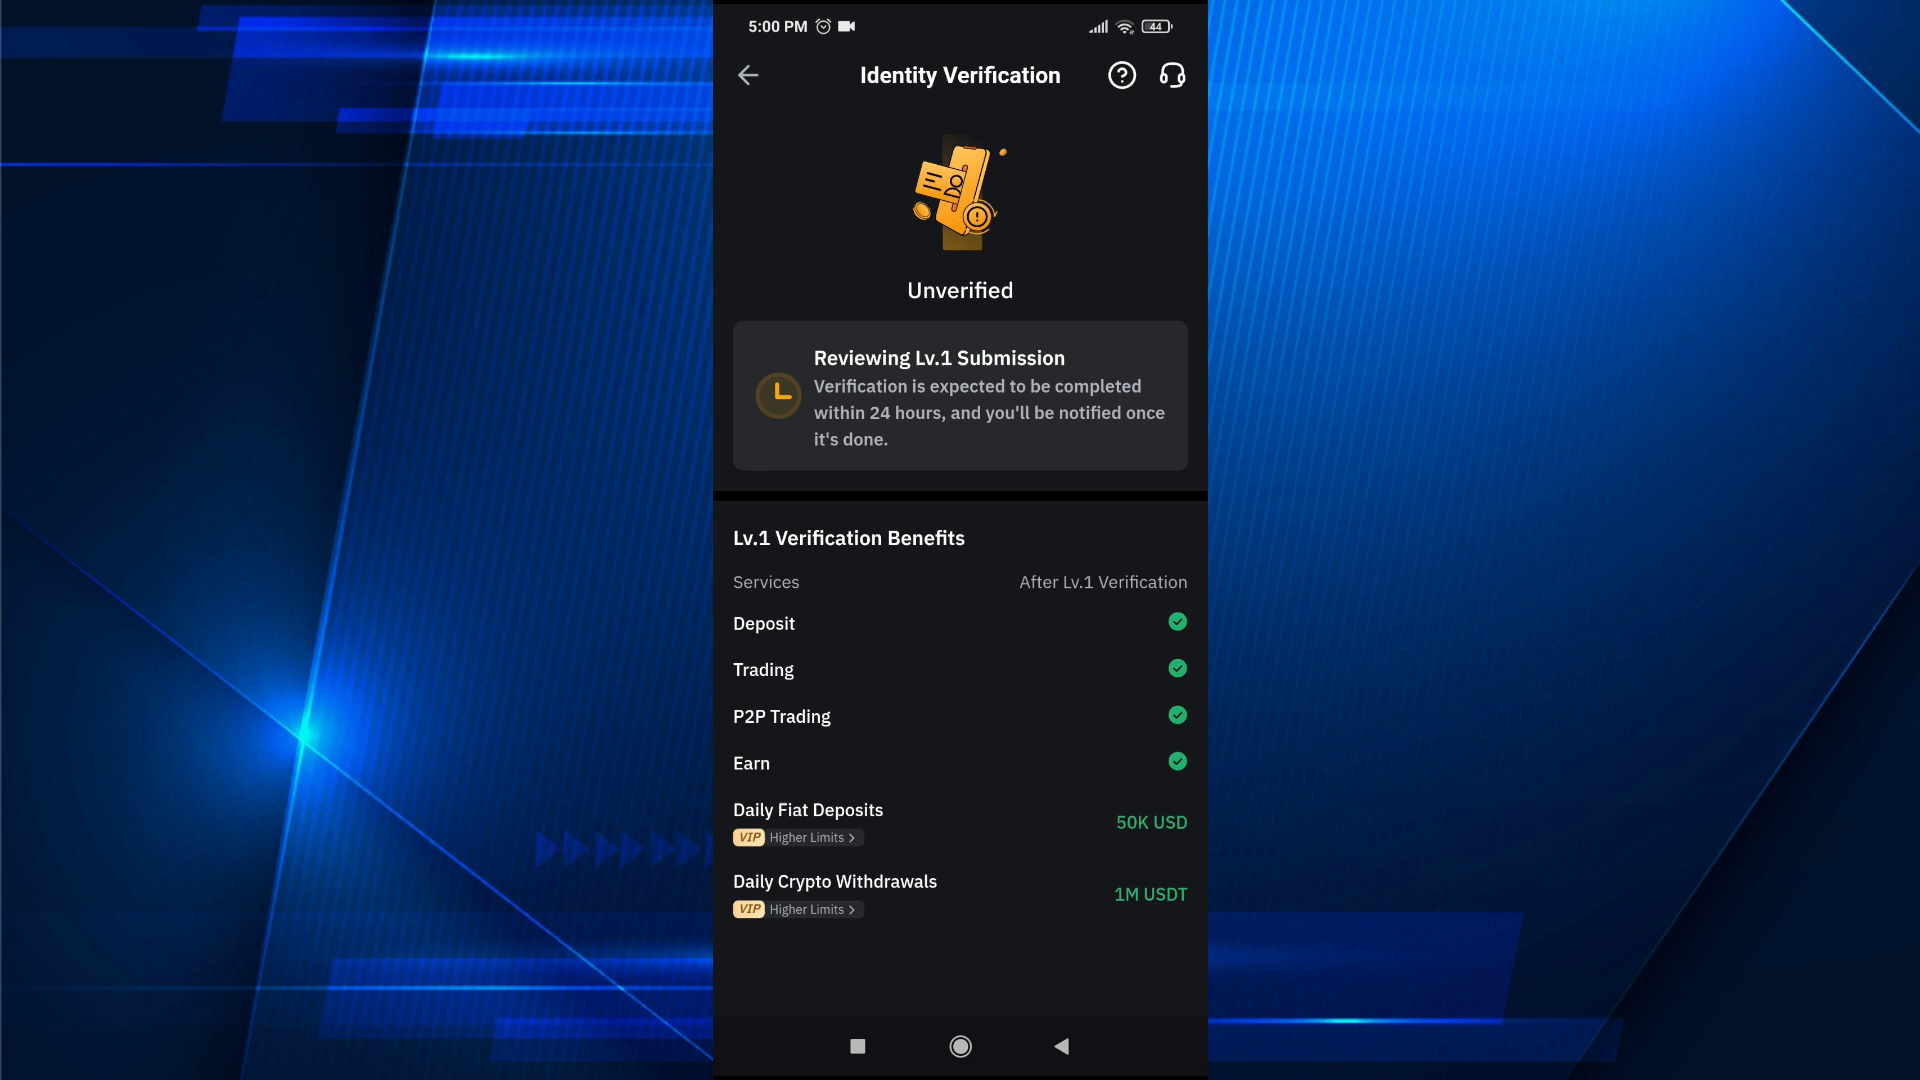 5:00 PM
44
Identity Verification
Unverified
Reviewing Lv.1 Submission
Verification is expected to be completed
within 24 hours, and you'll be notified once
it's done.
Lv.1 Verification Benefits
Services After Lv.1 Verification
Deposit
Trading
P2P Trading
Earn
Daily Fiat Deposits
VIP Higher Limits >
50K USD
Daily Crypto Withdrawals
VIP Higher Limits >
1M USDT